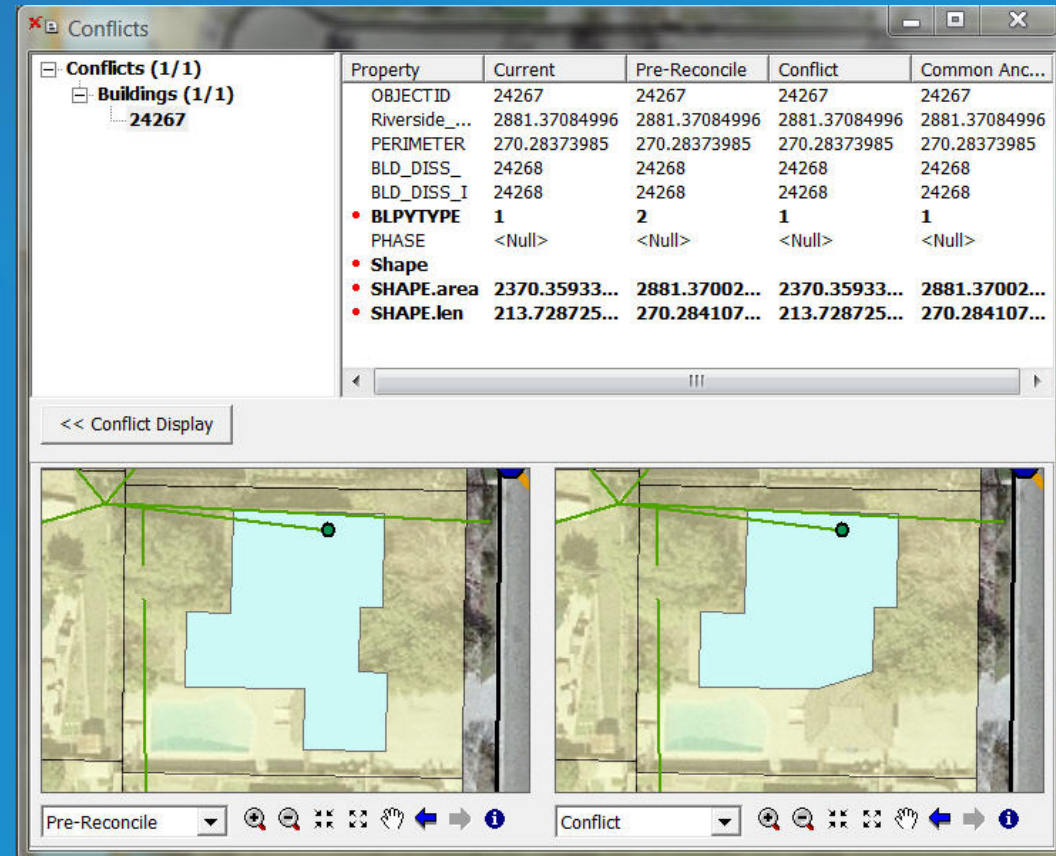 Conflicts
Conflicts (1/1)
Buildings (1/1)
24267
Property Current Pre-Reconcile Conflict Common Anc...
OBJECTID 24267 24267 24267 24267
Riverside_... 2881.37084996 2881.37084996 2881.37084996 2881.37084996
PERIMETER 270.28373985 270.28373985 270.28373985 270.28373985
BLD_DISS_ 24268 24268 24268 24268
BLD_DISS_I 24268 24268 24268 24268
BLPYTYPE 1 2 1 1
PHASE <Null> <Null> <Null> <Null>
Shape
SHAPE.area 2370.35933... 2881.37002... 2370.35933... 2881.37002...
SHAPE.len 213.728725... 270.284107... 213.728725... 270.284107...
<< Conflict Display
Pre-Reconcile Conflict